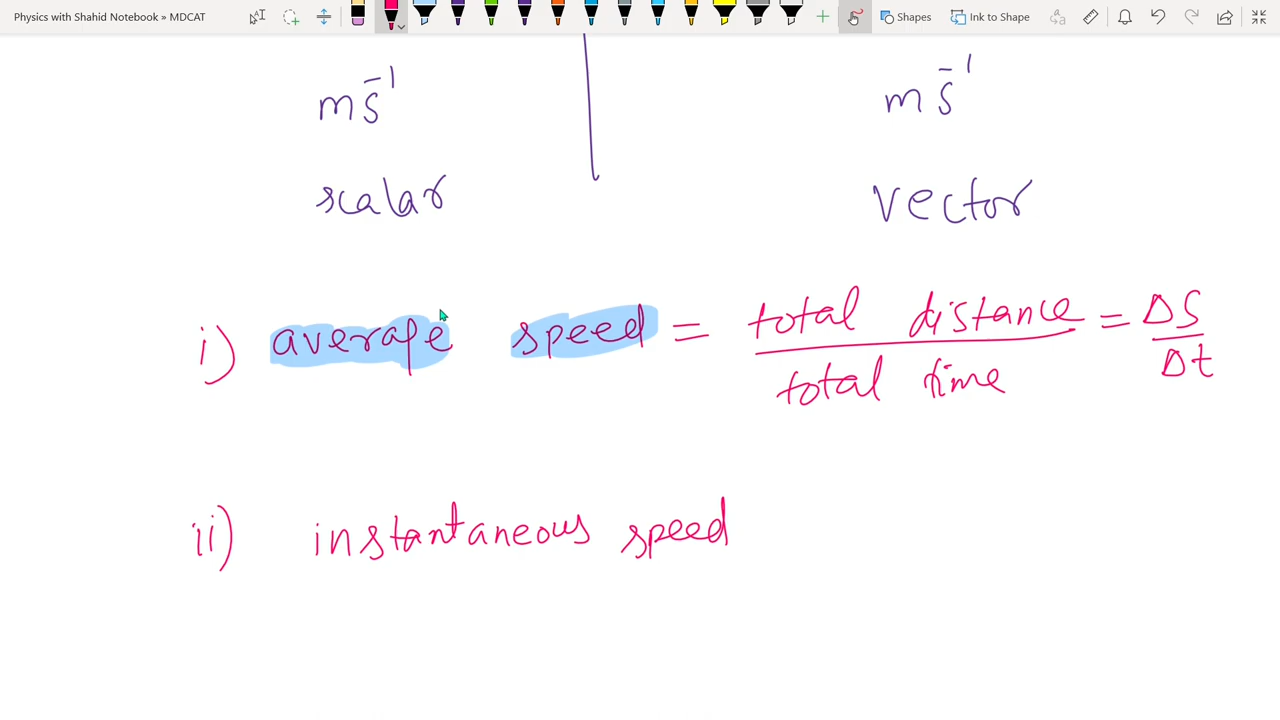 Physics with Shahid Notebook » MDCAT
Shapes
Ink to Shape
ms⁻¹ ms⁻¹
scalar vector
i) average speed = total distance / total time = ΔS / Δt
ii) instantaneous speed